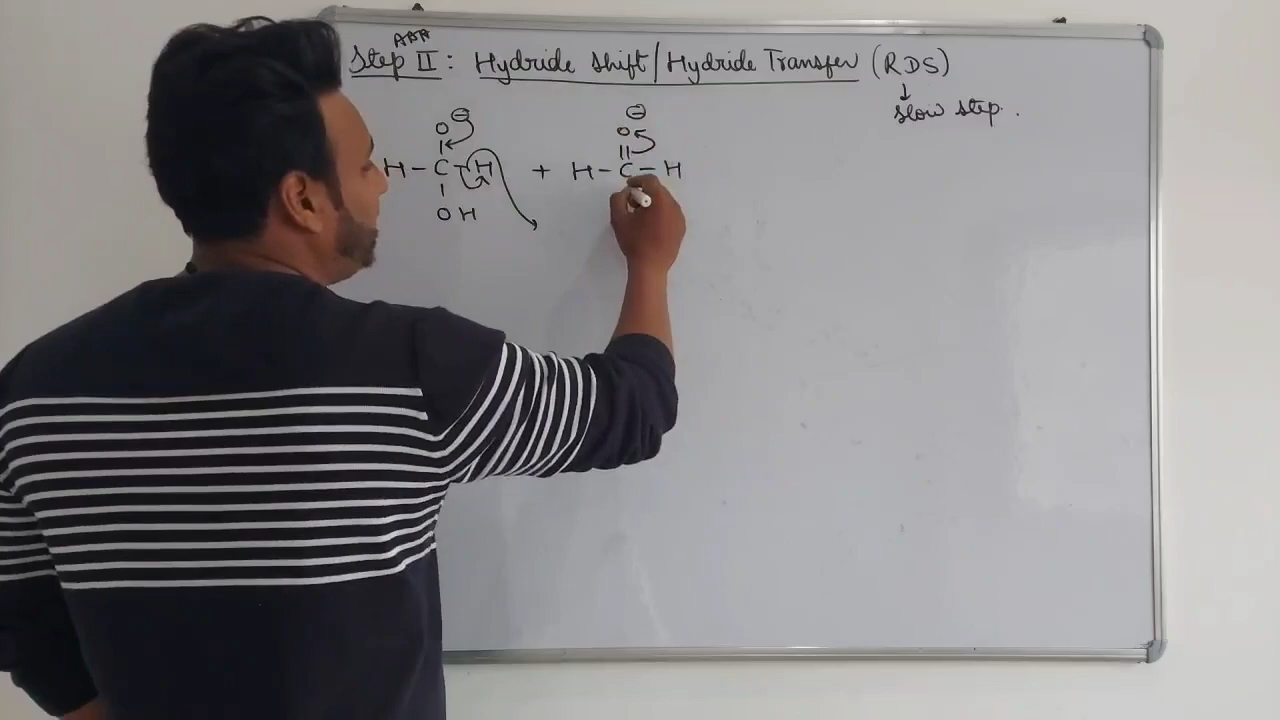 Step II : Hydride Shift/Hydride Transfer (RDS)
↓
Slow step.
⊖ ⊖
O O
| ||
H - C - H + H - C - H
|
OH